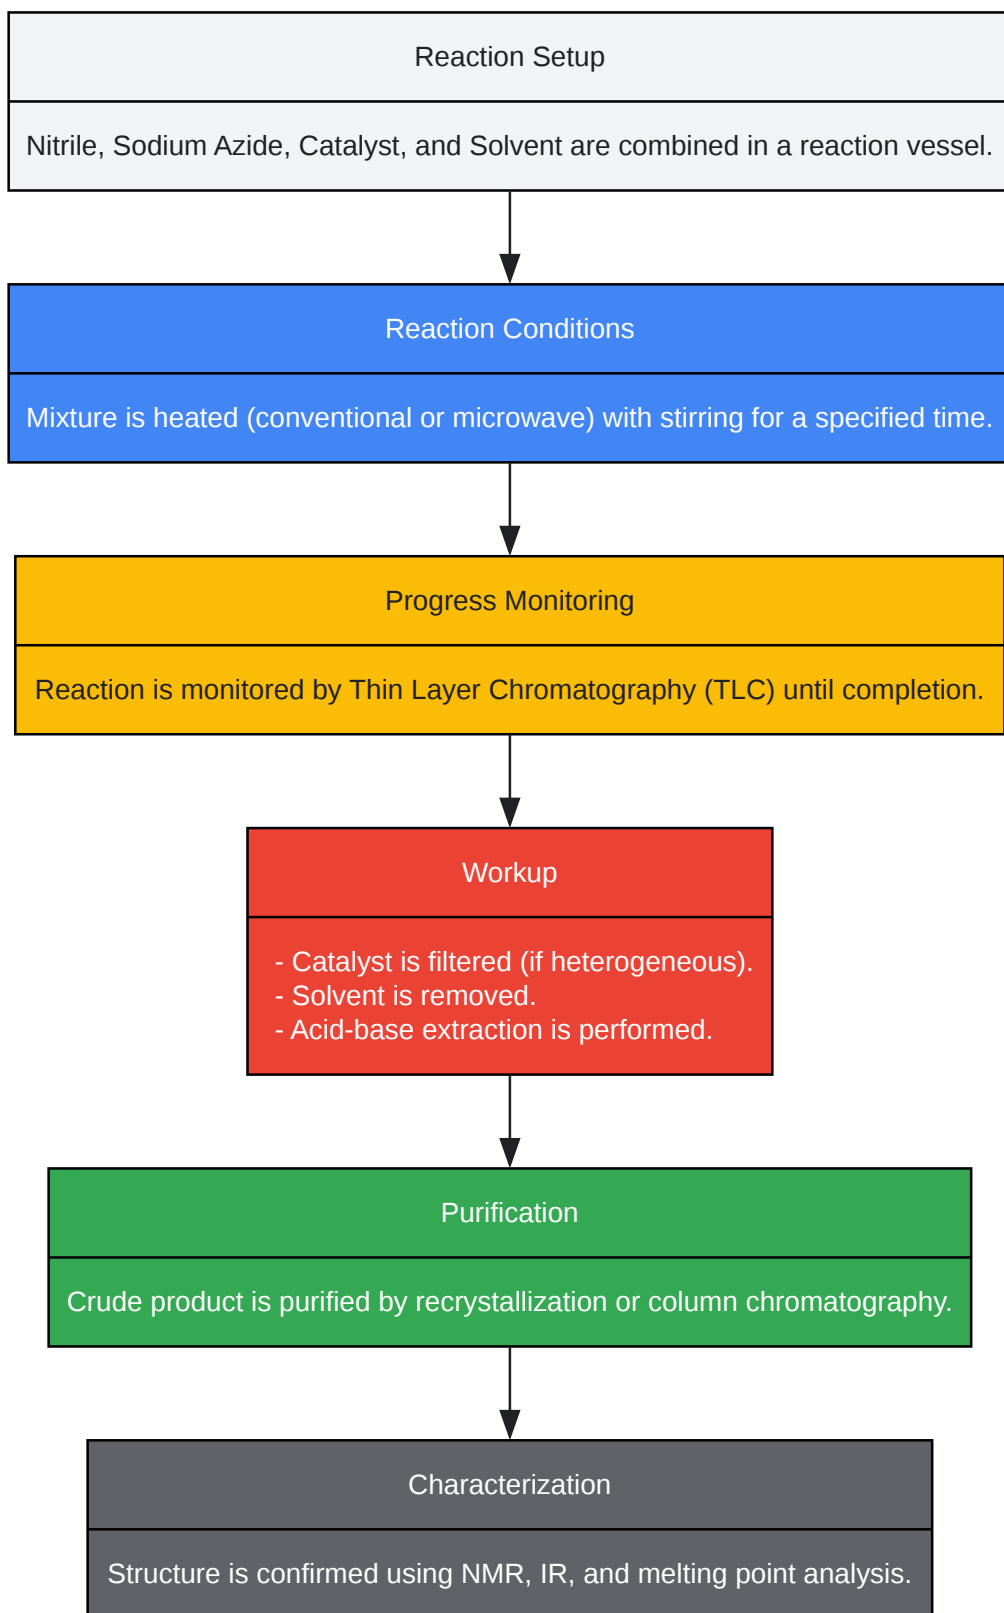 Reaction Setup
Nitrile, Sodium Azide, Catalyst, and Solvent are combined in a reaction vessel.
Reaction Conditions
Mixture is heated (conventional or microwave) with stirring for a specified time.
Progress Monitoring
Reaction is monitored by Thin Layer Chromatography (TLC) until completion.
Workup
- Catalyst is filtered (if heterogeneous).
- Solvent is removed.
- Acid-base extraction is performed.
Purification
Crude product is purified by recrystallization or column chromatography.
Characterization
Structure is confirmed using NMR, IR, and melting point analysis.